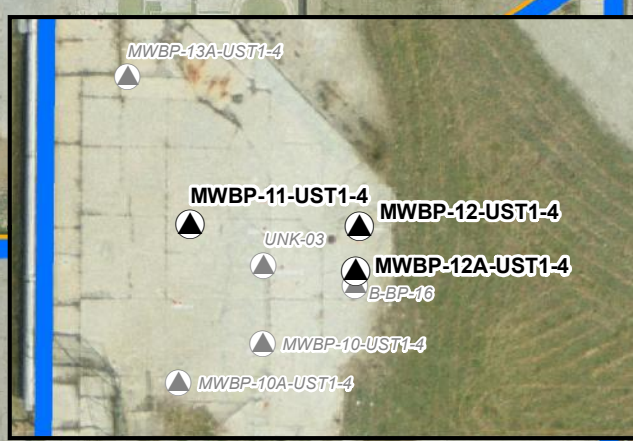 MWBP-13A-UST1-4
MWBP-11-UST1-4
MWBP-12-UST1-4
UNK-03
MWBP-12A-UST1-4
B-BP-16
MWBP-10-UST1-4
MWBP-10A-UST1-4